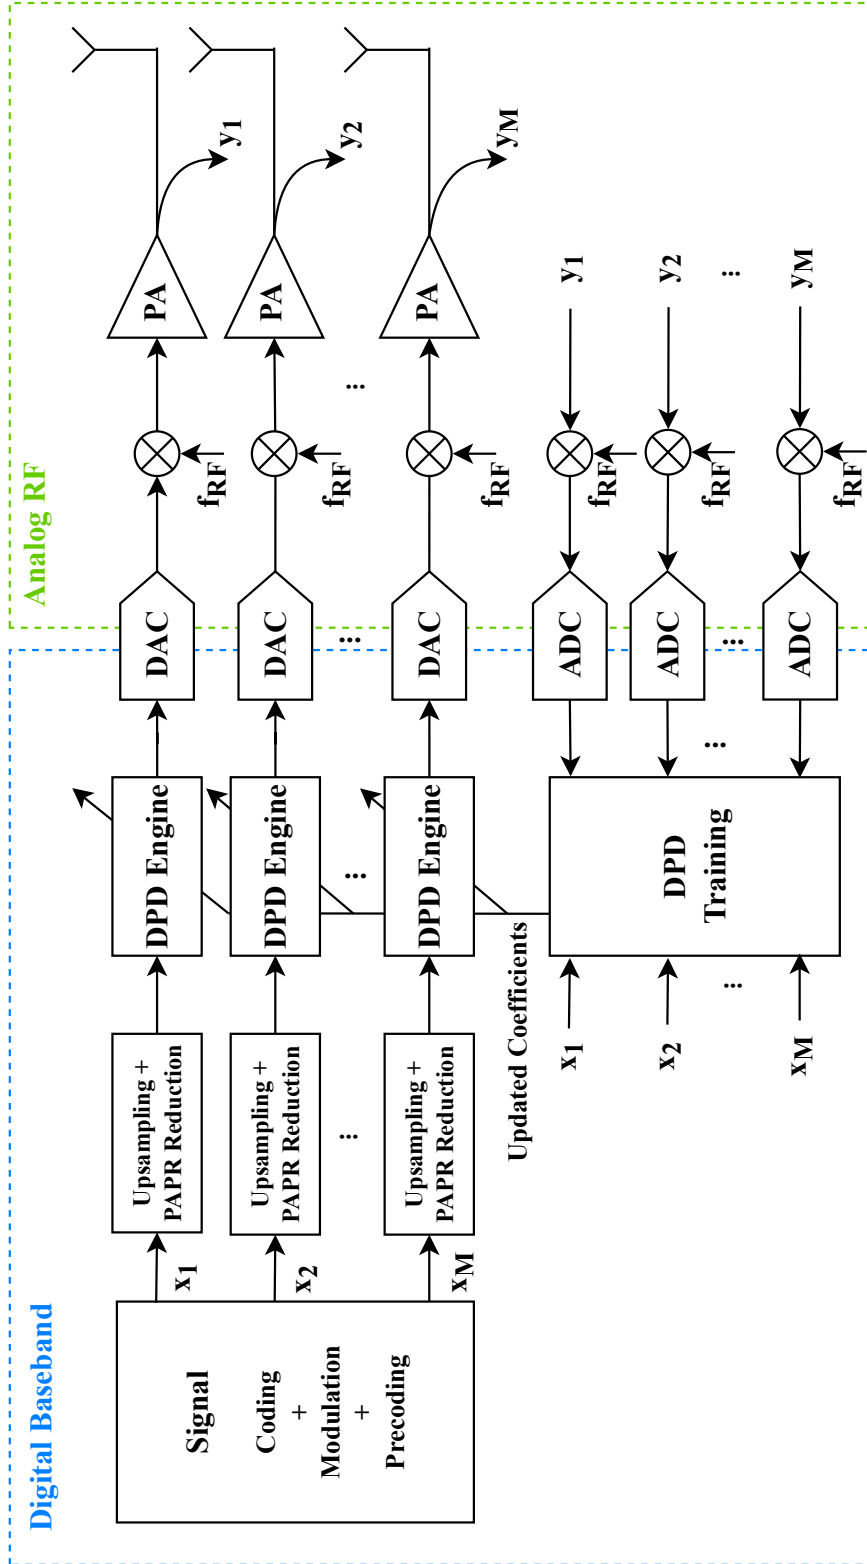 Digital Baseband
Analog RF
Signal
Coding
+
Modulation
+
Precoding
x1
Upsampling +
PAPR Reduction
DPD Engine
DAC
fRF
PA
y1
x2
Upsampling +
PAPR Reduction
DPD Engine
DAC
fRF
PA
y2
...
...
...
...
xM
Upsampling +
PAPR Reduction
DPD Engine
DAC
fRF
PA
yM
Updated Coefficients
x1
x2
...
xM
DPD
Training
...
ADC
fRF
y1
ADC
fRF
y2
...
...
ADC
fRF
yM